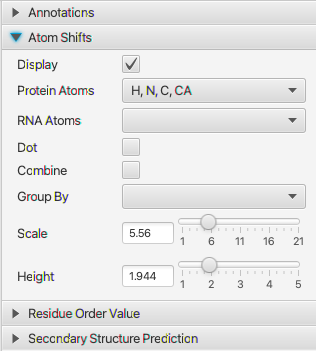 Annotations
Atom Shifts
Display
Protein Atoms H, N, C, CA
RNA Atoms
Dot
Combine
Group By
Scale 5.56
1 6 11 16 21
Height 1.944
1 2 3 4 5
Residue Order Value
Secondary Structure Prediction